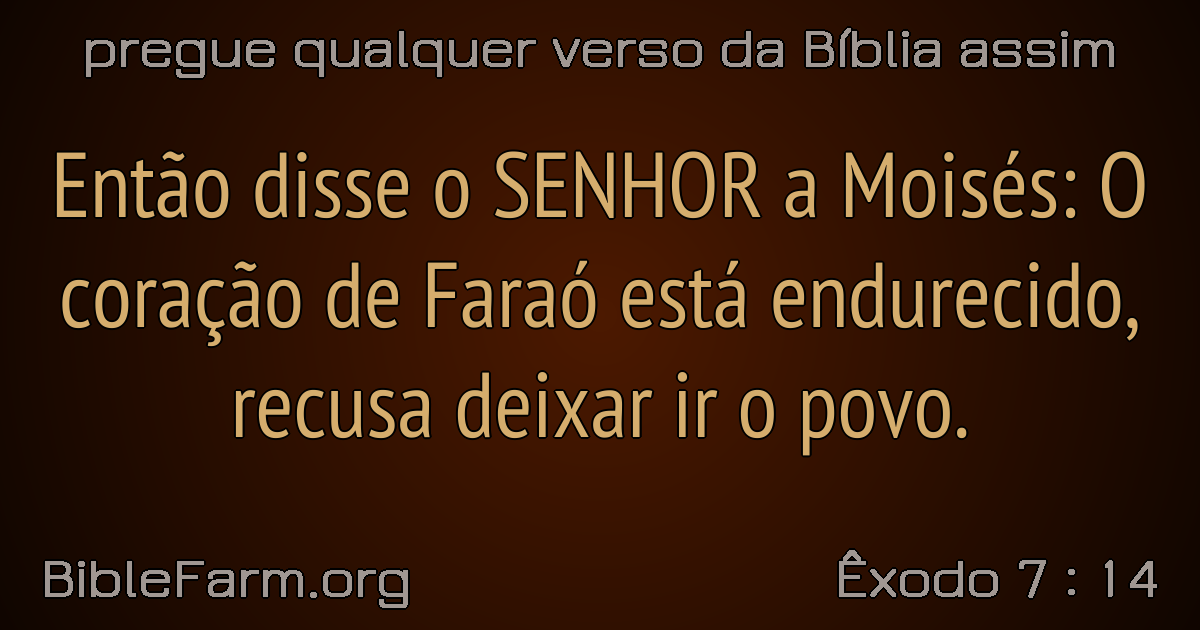 pregue qualquer verso da Bíblia assim
Então disse o SENHOR a Moisés: O
coração de Faraó está endurecido,
recusa deixar ir o povo.
BibleFarm.org
Êxodo 7 : 14